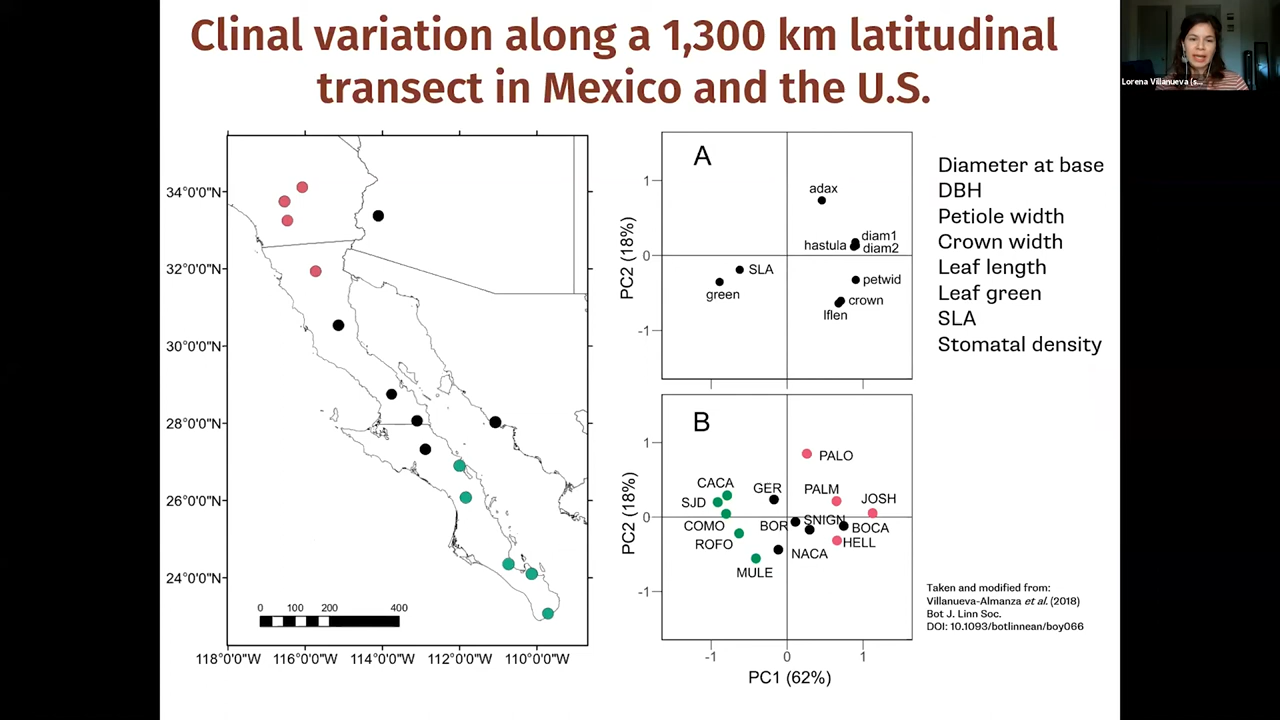 Clinal variation along a 1,300 km latitudinal
transect in Mexico and the U.S.
Lorena Villanueva (s...
34°0'0"N
32°0'0"N
30°0'0"N
28°0'0"N
26°0'0"N
24°0'0"N
118°0'0"W
116°0'0"W
114°0'0"W
112°0'0"W
110°0'0"W
0 100 200 400
A
PC2 (18%)
1
0
-1
adax
diam1
hastula
diam2
SLA
green
petwid
crown
lflen
Diameter at base
DBH
Petiole width
Crown width
Leaf length
Leaf green
SLA
Stomatal density
B
PC2 (18%)
1
0
-1
PALO
CACA
GER
PALM
JOSH
SJD
COMO
BOR
SNIGN
BOCA
ROFO
HELL
NACA
MULE
-1
0
1
PC1 (62%)
Taken and modified from:
Villanueva-Almanza et al. (2018)
Bot J. Linn Soc.
DOI: 10.1093/botlinnean/boy066